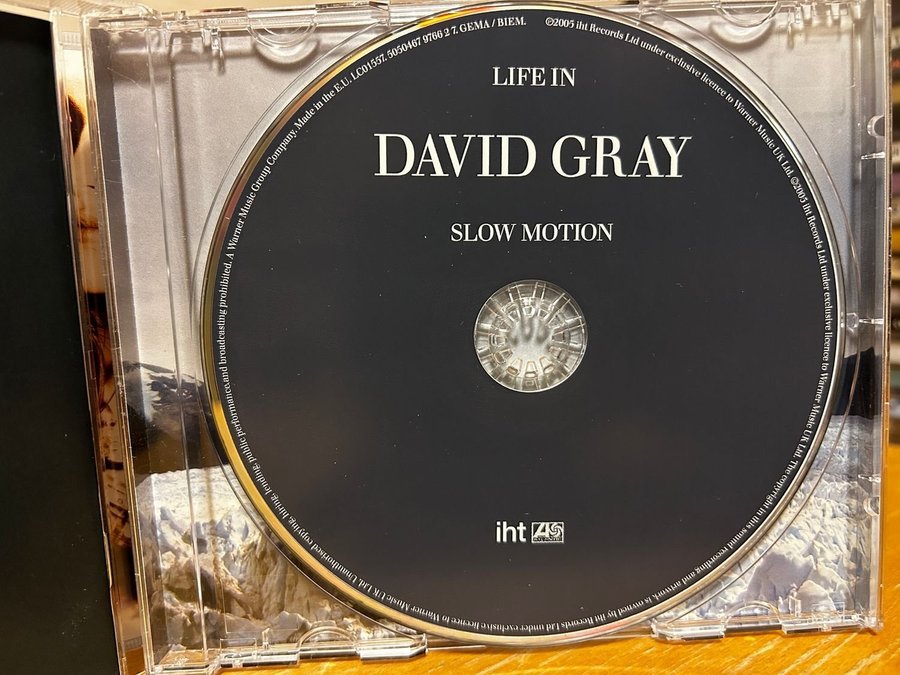 LIFE IN
DAVID GRAY
SLOW MOTION
iht
℗2005 iht Records Ltd under exclusive licence to Warner Music UK Ltd. ©2005 iht Records Ltd under exclusive licence to Warner Music UK Ltd. The copyright in this sound recording and artwork is owned by iht Records Ltd under exclusive licence to Warner Music UK Ltd. Unauthorised copying, hiring, lending, public performance and broadcasting prohibited. A Warner Music Group Company. Made in the E.U. LC01557. 5050467 9766 2 7. GEMA / BIEM.